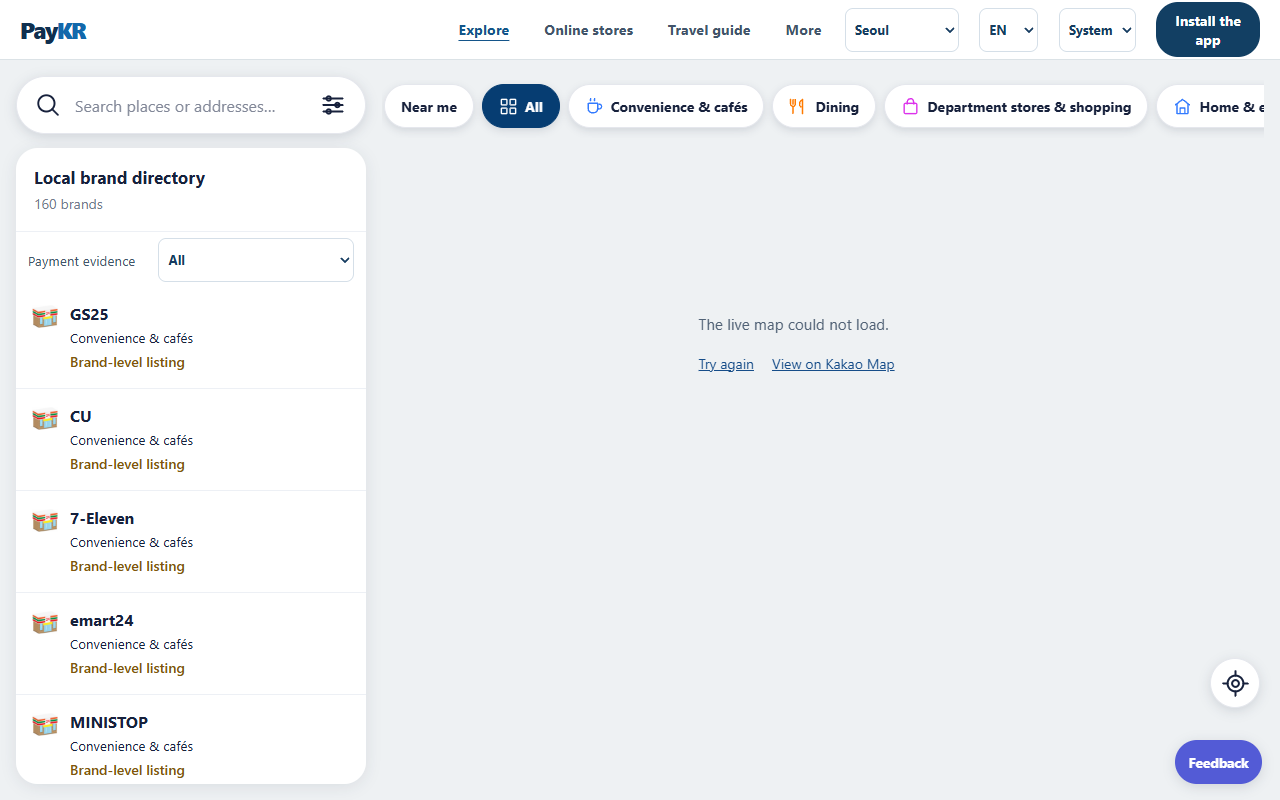 PayKR
Explore
Online stores
Travel guide
More
Seoul
EN
System
Install the
app
Search places or addresses...
Near me
All
Convenience & cafés
Dining
Department stores & shopping
Home & e
Local brand directory
160 brands
Payment evidence
All
GS25
Convenience & cafés
Brand-level listing
CU
Convenience & cafés
Brand-level listing
7-Eleven
Convenience & cafés
Brand-level listing
emart24
Convenience & cafés
Brand-level listing
MINISTOP
Convenience & cafés
Brand-level listing
The live map could not load.
Try again
View on Kakao Map
Feedback